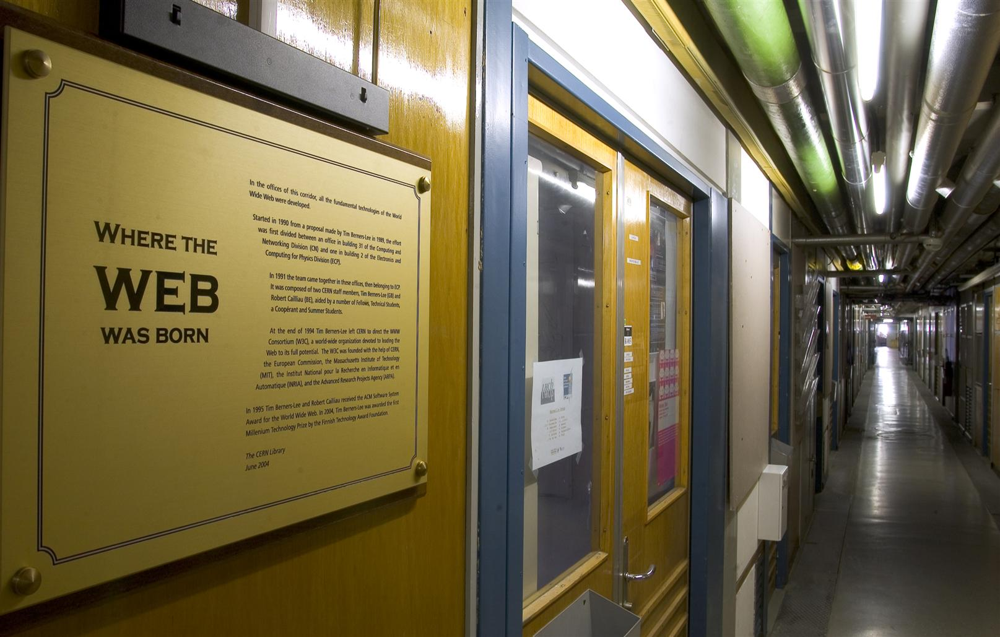 WHERE THE
WEB
WAS BORN
In the offices of this corridor, all the fundamental technologies of the World
Wide Web were developed.
Started in 1990 from a proposal made by Tim Berners-Lee in 1989, the effort
was first divided between an office in building 31 of the Computing and
Networking Division (CN) and one in building 2 of the Electronics and
Computing for Physics Division (ECP).
In 1991 the team came together in these offices, then belonging to ECP.
It was composed of two CERN staff members, Tim Berners-Lee (GB) and
Robert Cailliau (BE), aided by a number of Fellows, Technical Students,
a Coopérant and Summer Students.
At the end of 1994 Tim Berners-Lee left CERN to direct the WWW
Consortium (W3C), a world-wide organization devoted to leading the
Web to its full potential. The W3C was founded with the help of CERN,
the European Commission, the Massachusetts Institute of Technology
(MIT), the Institut National pour la Recherche en Informatique et en
Automatique (INRIA), and the Advanced Research Projects Agency (ARPA).
In 1995 Tim Berners-Lee and Robert Cailliau received the ACM Software System
Award for the World Wide Web. In 2004, Tim Berners-Lee was awarded the first
Millenium Technology Prize by the Finnish Technology Award Foundation.
The CERN Library
June 2004
LHCb